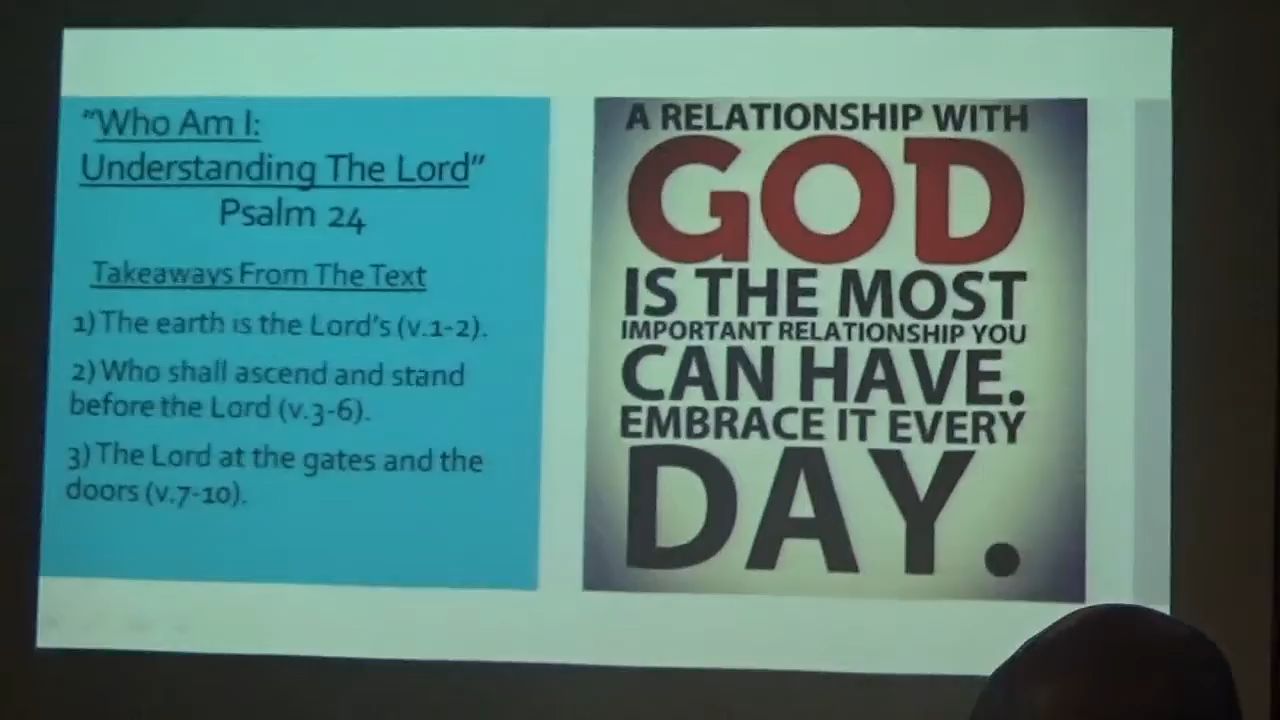 "Who Am I:
Understanding The Lord"
Psalm 24
Takeaways From The Text
1) The earth is the Lord's (v.1-2).
2) Who shall ascend and stand
before the Lord (v.3-6).
3) The Lord at the gates and the
doors (v.7-10).
A RELATIONSHIP WITH
GOD
IS THE MOST
IMPORTANT RELATIONSHIP YOU
CAN HAVE.
EMBRACE IT EVERY
DAY.